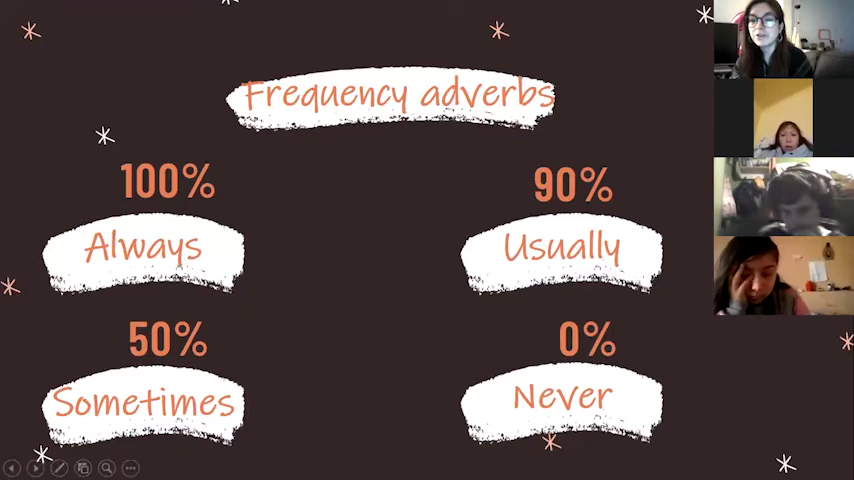 Frequency adverbs
100%
Always
90%
Usually
50%
Sometimes
0%
Never